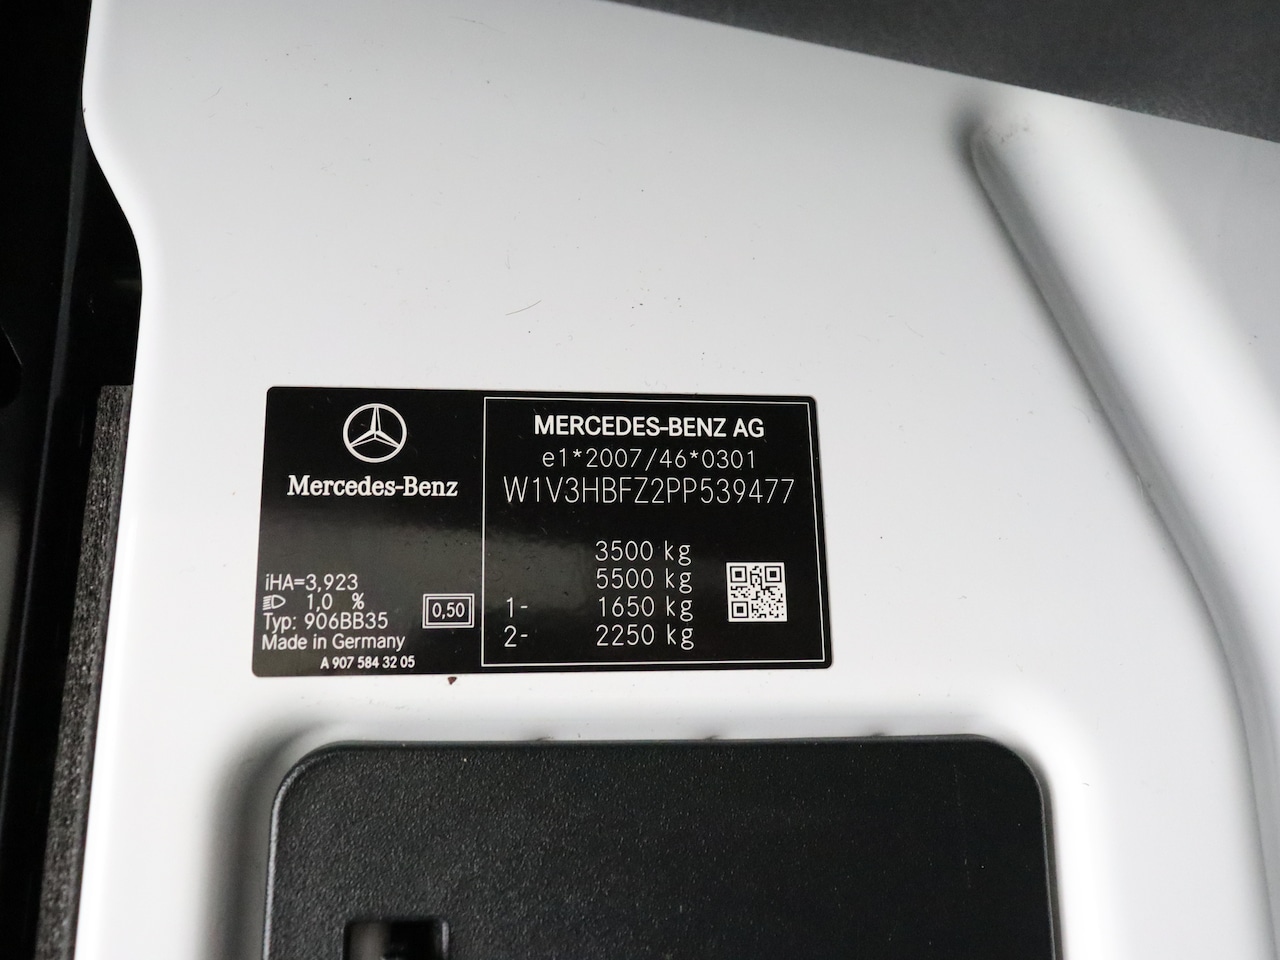 Mercedes-Benz
iHA=3,923
1,0 %
Typ: 906BB35
Made in Germany
A 907 584 32 05
0,50
MERCEDES-BENZ AG
e1*2007/46*0301
W1V3HBFZ2PP539477
3500 kg
5500 kg
1- 1650 kg
2- 2250 kg